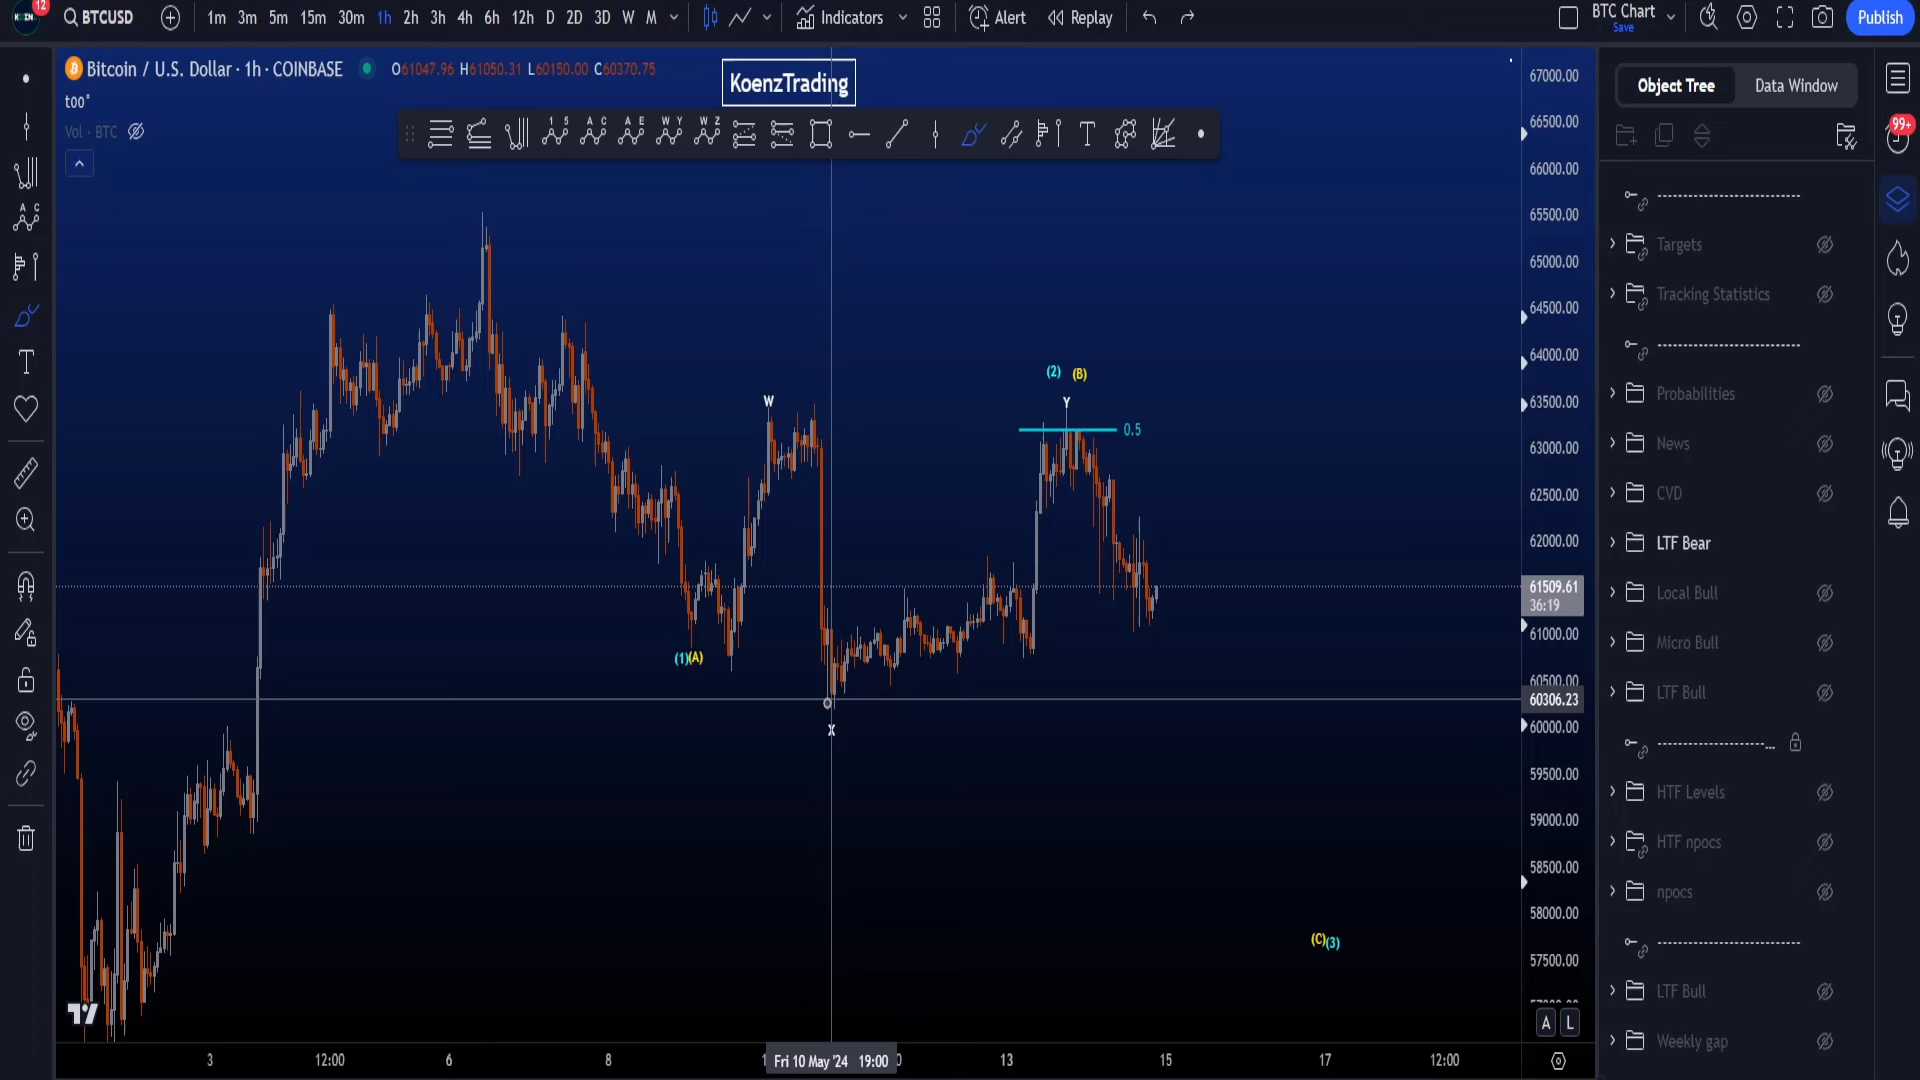 12
BTCUSD
1m 3m 5m 15m 30m 1h 2h 3h 4h 6h 12h D 2D 3D W M
Indicators
Alert
Replay
BTC Chart
Save
Publish
Bitcoin / U.S. Dollar · 1h · COINBASE
O61047.96 H61050.31 L60150.00 C60370.75
Vol · BTC
KoenzTrading
67000.00
66500.00
66000.00
65500.00
65000.00
64500.00
64000.00
63500.00
63000.00
62500.00
62000.00
61509.61
36:19
61000.00
60500.00
60306.23
60000.00
59500.00
59000.00
58500.00
58000.00
57500.00
W
(2) (B)
Y
0.5
(1)(A)
X
(C)(3)
A L
3
12:00
6
8
Fri 10 May '24 19:00
13
15
17
12:00
Object Tree
Data Window
99+
Targets
Tracking Statistics
Probabilities
News
CVD
LTF Bear
Local Bull
Micro Bull
LTF Bull
HTF Levels
HTF npocs
npocs
LTF Bull
Weekly gap